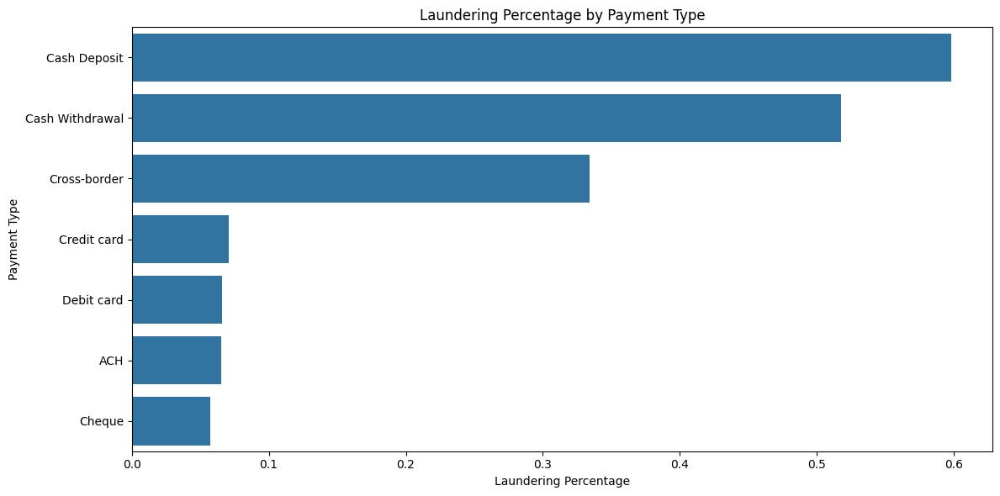 Laundering Percentage by Payment Type
Payment Type
Cash Deposit
Cash Withdrawal
Cross-border
Credit card
Debit card
ACH
Cheque
0.0 0.1 0.2 0.3 0.4 0.5 0.6
Laundering Percentage